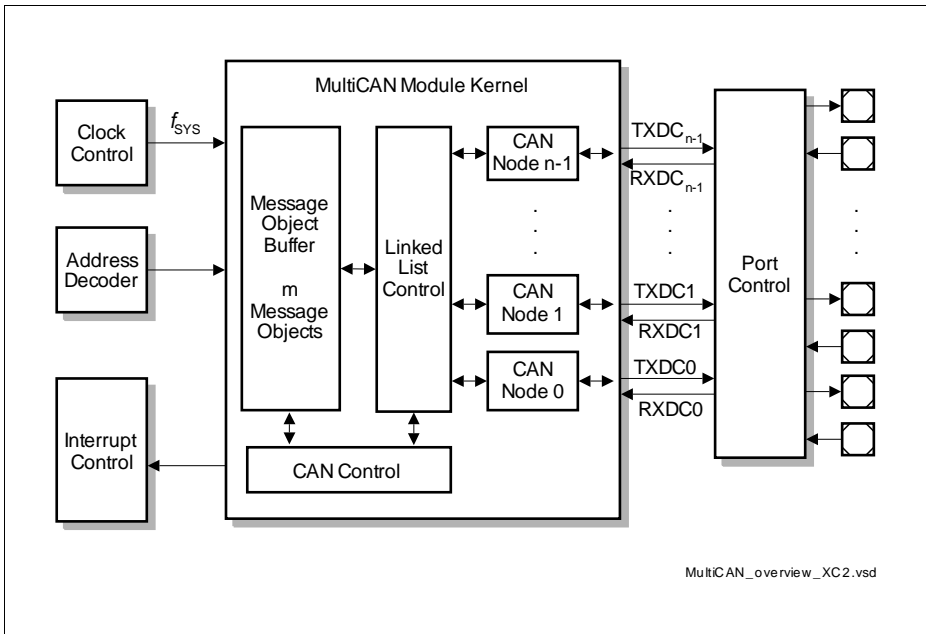 MultiCAN Module Kernel
Clock
Control
fSYS
Address
Decoder
Interrupt
Control
Message
Object
Buffer
m
Message
Objects
Linked
List
Control
CAN Control
CAN
Node n-1
CAN
Node 1
CAN
Node 0
TXDCn-1
RXDCn-1
TXDC1
RXDC1
TXDC0
RXDC0
Port
Control
MultiCAN_overview_XC2.vsd